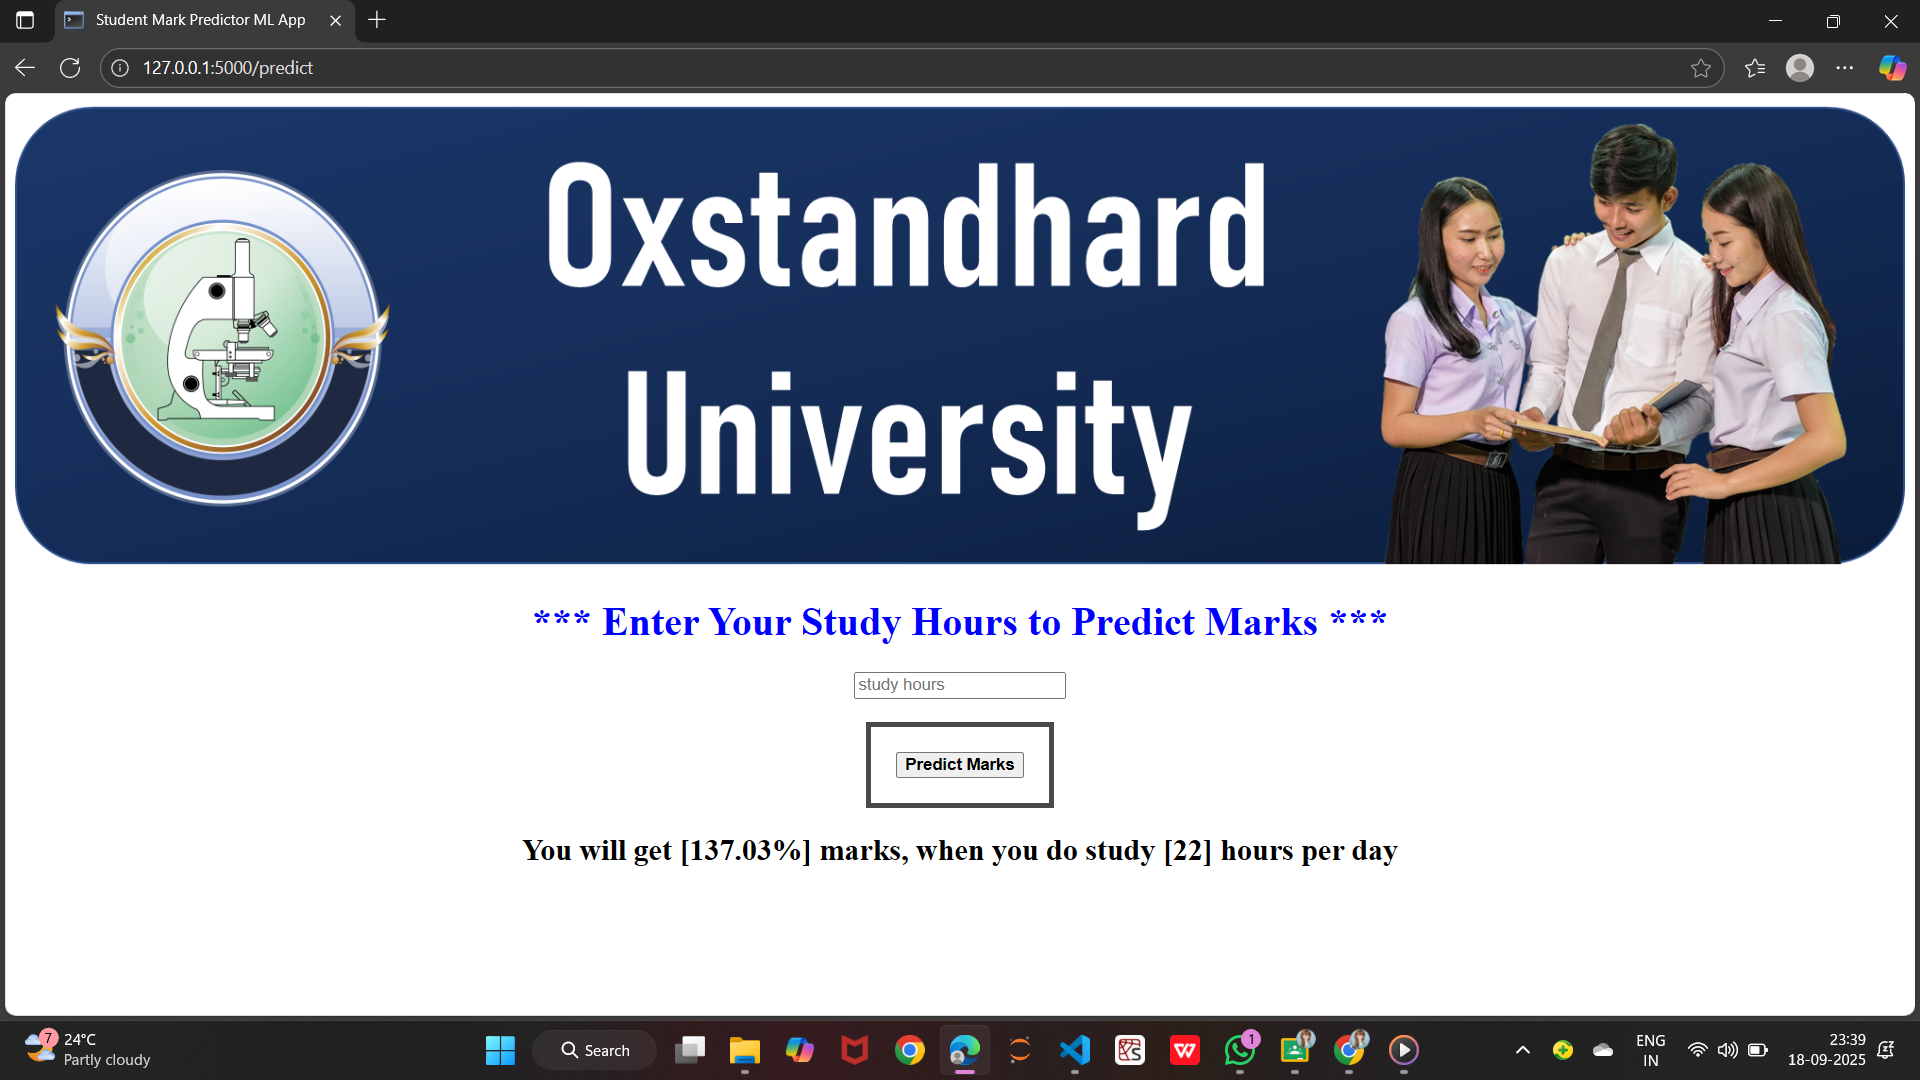 Student Mark Predictor ML App
127.0.0.1:5000/predict
Oxstandhard
University
*** Enter Your Study Hours to Predict Marks ***
study hours
Predict Marks
You will get [137.03%] marks, when you do study [22] hours per day
7
24°C
Partly cloudy
Search
1
ENG
IN
23:39
18-09-2025